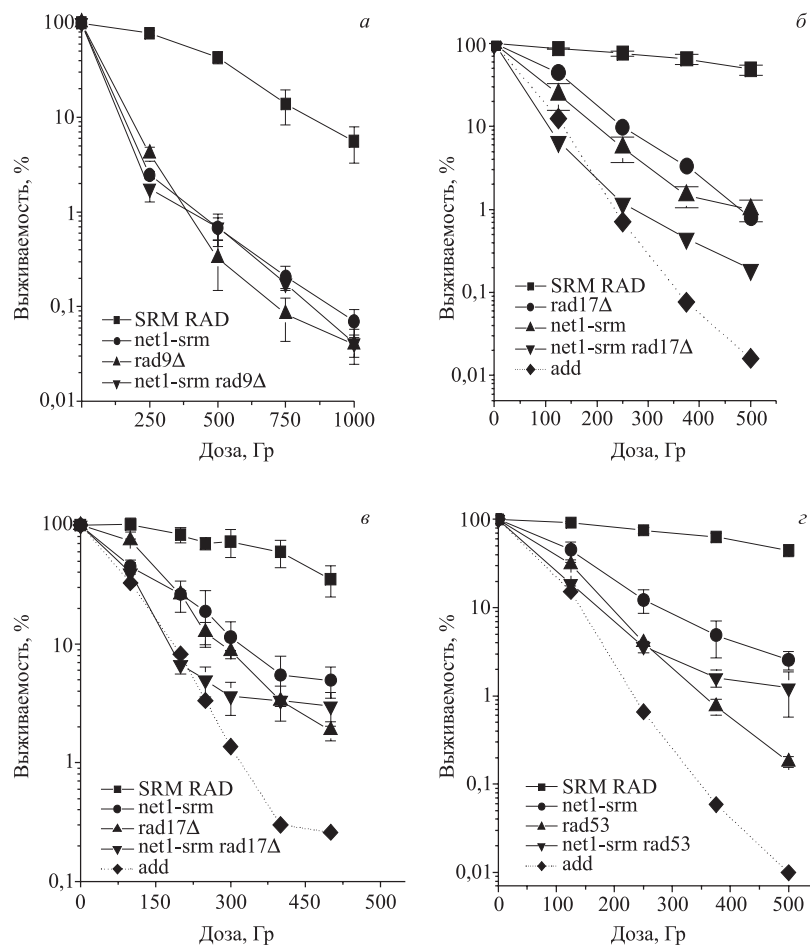 а
100
10
1
0,1
0,01
Выживаемость, %
SRM RAD
net1-srm
rad9Δ
net1-srm rad9Δ
250 500 750 1000
Доза, Гр
б
100
10
1
0,1
0,01
Выживаемость, %
SRM RAD
rad17Δ
net1-srm
net1-srm rad17Δ
add
0 100 200 300 400 500
Доза, Гр
в
100
10
1
0,1
Выживаемость, %
SRM RAD
net1-srm
rad17Δ
net1-srm rad17Δ
add
0 150 300 450 500
Доза, Гр
г
100
10
1
0,1
0,01
Выживаемость, %
SRM RAD
net1-srm
rad53
net1-srm rad53
add
0 100 200 300 400 500
Доза, Гр